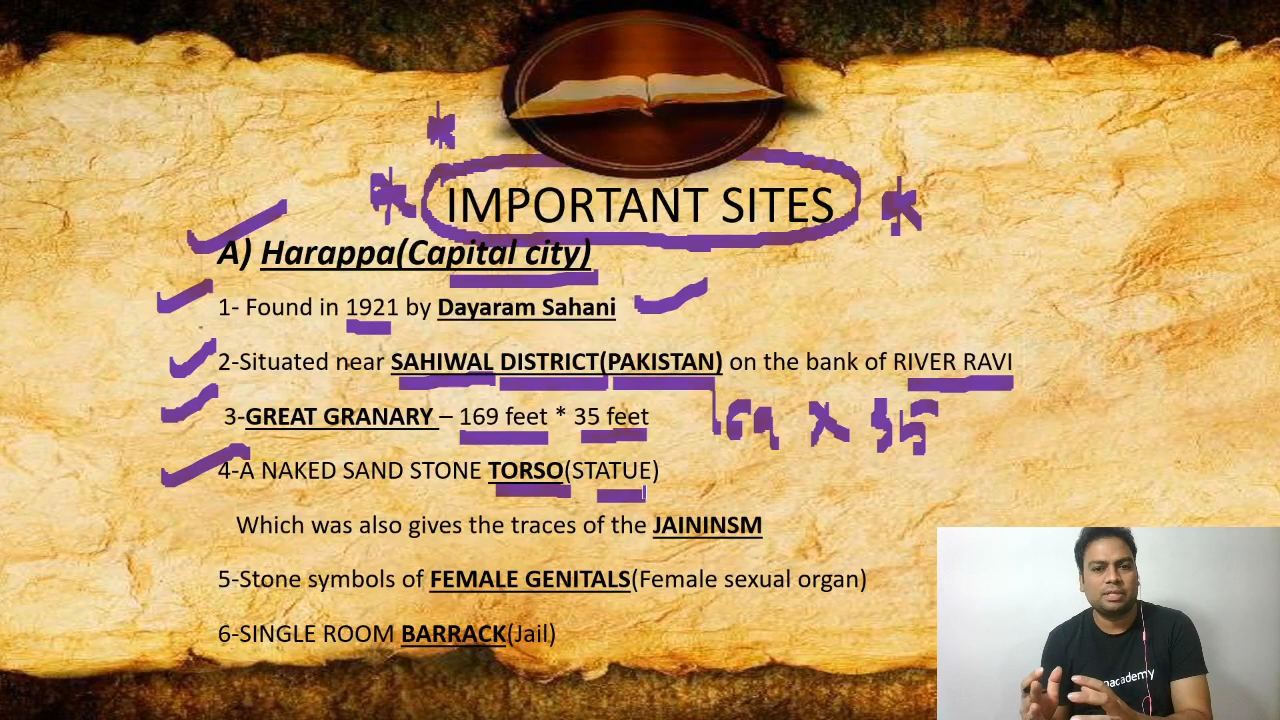 IMPORTANT SITES
A) Harappa(Capital city)
1- Found in 1921 by Dayaram Sahani
2-Situated near SAHIWAL DISTRICT(PAKISTAN) on the bank of RIVER RAVI
3-GREAT GRANARY – 169 feet * 35 feet
169 X 35
4-A NAKED SAND STONE TORSO(STATUE)
Which was also gives the traces of the JAININSM
5-Stone symbols of FEMALE GENITALS(Female sexual organ)
6-SINGLE ROOM BARRACK(Jail)
nacademy